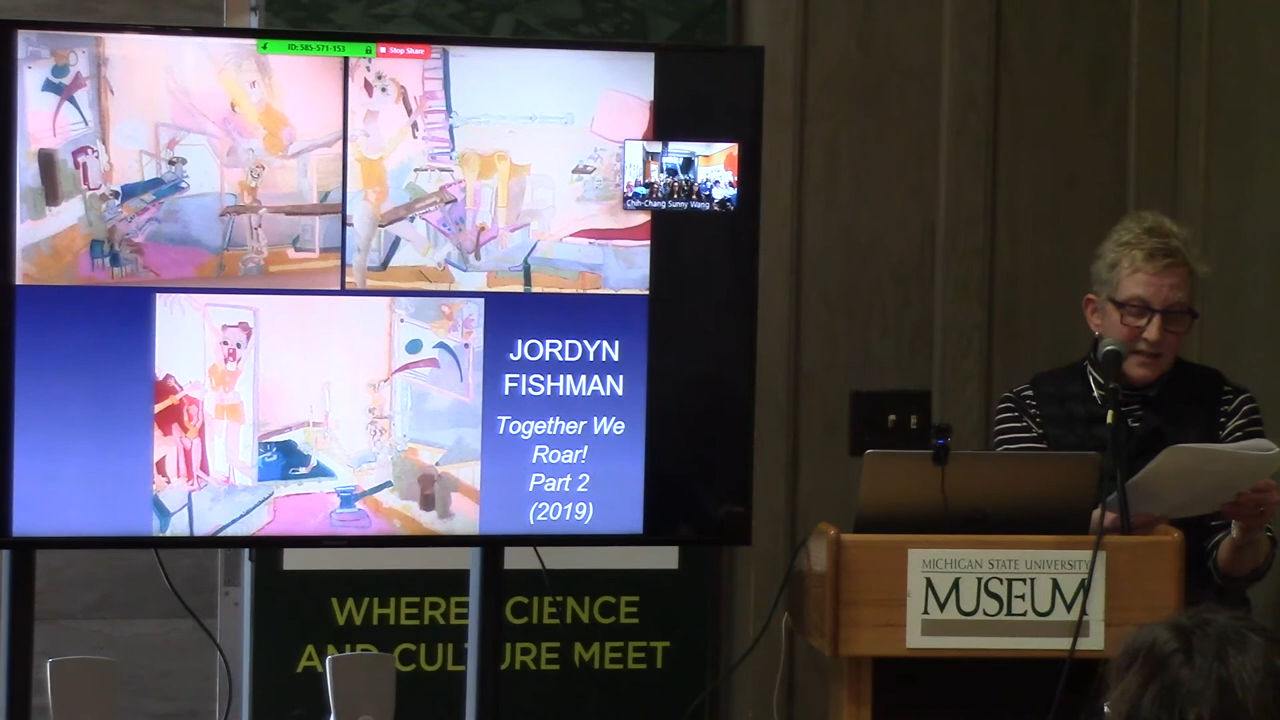 ID: 585-571-153
Stop Share
Chih-Chang Sunny Wang
JORDYN
FISHMAN
Together We
Roar!
Part 2
(2019)
MICHIGAN STATE UNIVERSITY
MUSEUM
WHERE CIENCE
AND CULTURE MEET